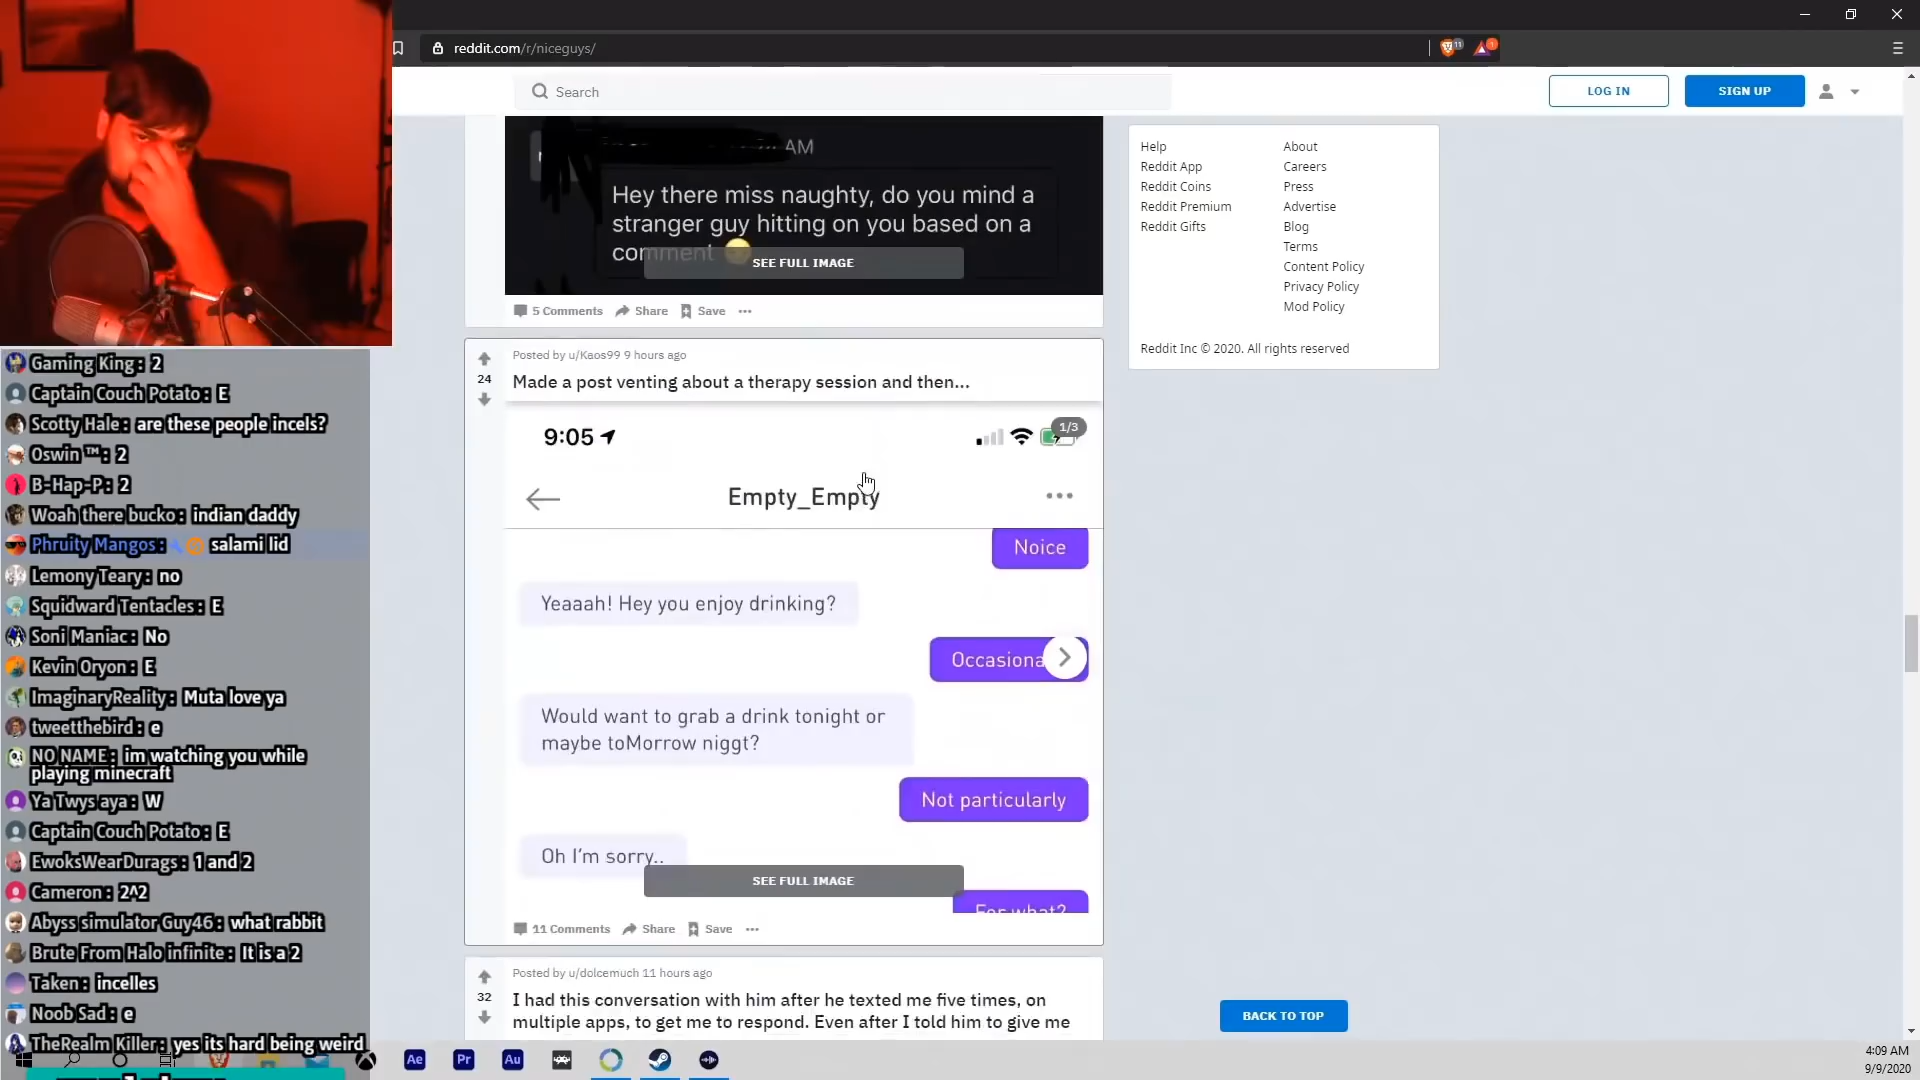 reddit.com/r/niceguys/
11
1
Search
LOG IN
SIGN UP
AM
Hey there miss naughty, do you mind a
stranger guy hitting on you based on a
comment
SEE FULL IMAGE
5 Comments
Share
Save
Posted by u/Kaos99 9 hours ago
24
Made a post venting about a therapy session and then...
9:05
1/3
Empty_Empty
Noice
Yeaaah! Hey you enjoy drinking?
Occasiona
Would want to grab a drink tonight or
maybe toMorrow niggt?
Not particularly
Oh I'm sorry..
SEE FULL IMAGE
For what?
11 Comments
Share
Save
Posted by u/dolcemuch 11 hours ago
32
I had this conversation with him after he texted me five times, on
multiple apps, to get me to respond. Even after I told him to give me
Help
About
Reddit App
Careers
Reddit Coins
Press
Reddit Premium
Advertise
Reddit Gifts
Blog
Terms
Content Policy
Privacy Policy
Mod Policy
Reddit Inc © 2020. All rights reserved
BACK TO TOP
Gaming King: 2
Captain Couch Potato: E
Scotty Hale: are these people incels?
Oswin ™: 2
B-Hap-P: 2
Woah there bucko: indian daddy
Phruity Mangos: salami lid
Lemony Teary: no
Squidward Tentacles: E
Soni Maniac: No
Kevin Oryon: E
ImaginaryReality: Muta love ya
tweetthebird: e
NO NAME: im watching you while
playing minecraft
Ya Twys aya: W
Captain Couch Potato: E
EwoksWearDurags: 1 and 2
Cameron: 2^2
Abyss simulator Guy46: what rabbit
Brute From Halo infinite: It is a 2
Taken: incelles
Noob Sad: e
TheRealm Killer: yes its hard being weird
Ae
Pr
Au
4:09 AM
9/9/2020